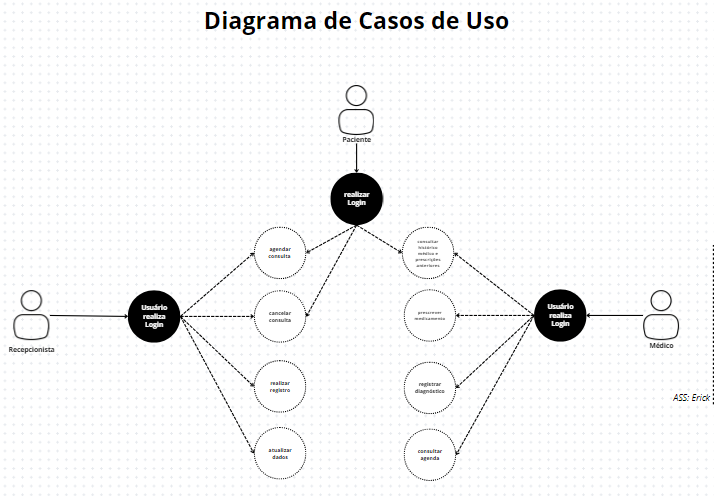 Diagrama de Casos de Uso
Paciente
realizar
Login
agendar
consulta
consultar
histórico
médico e
prescrições
anteriores
Usuário
realiza
Login
cancelar
consulta
prescrever
medicamento
Usuário
realiza
Login
Recepcionista
Médico
realizar
registro
registrar
diagnóstico
ASS: Erick
atualizar
dados
consultar
agenda